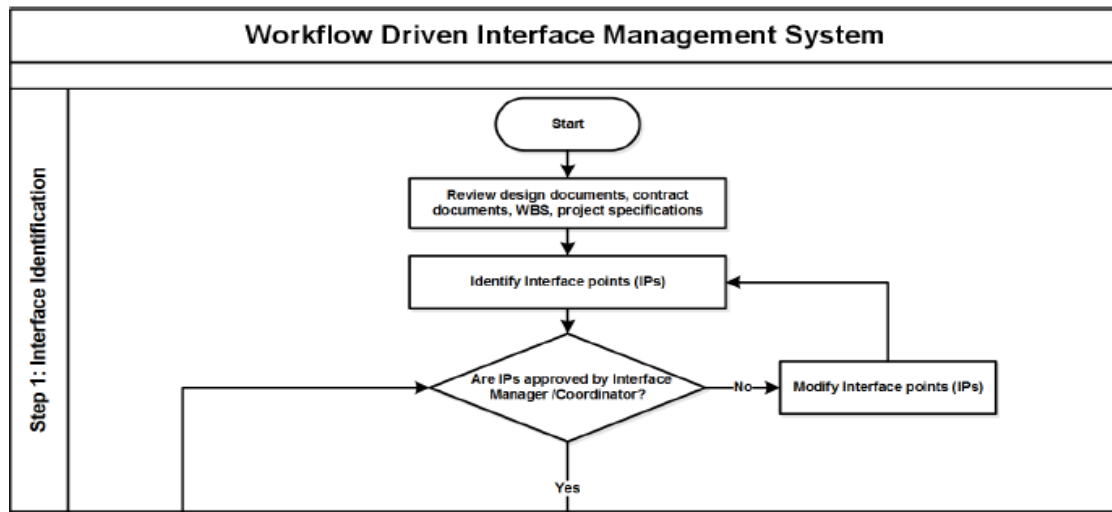 Workflow Driven Interface Management System
Step 1: Interface Identification
Start
Review design documents, contract
documents, WBS, project specifications
Identify Interface points (IPs)
Are IPs approved by Interface
Manager /Coordinator?
No
Modify Interface points (IPs)
Yes